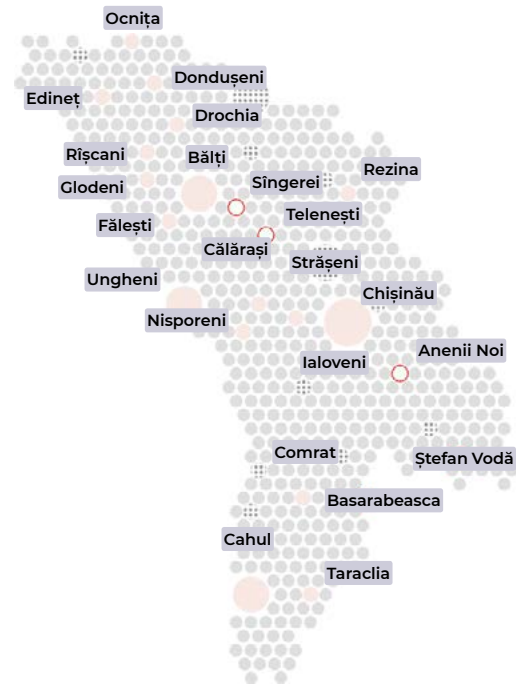 Ocnița
Dondușeni
Edineț
Drochia
Rîșcani
Bălți
Rezina
Sîngerei
Glodeni
Telenești
Fălești
Călărași
Strășeni
Ungheni
Chișinău
Nisporeni
Anenii Noi
Ialoveni
Comrat
Ștefan Vodă
Basarabeasca
Cahul
Taraclia